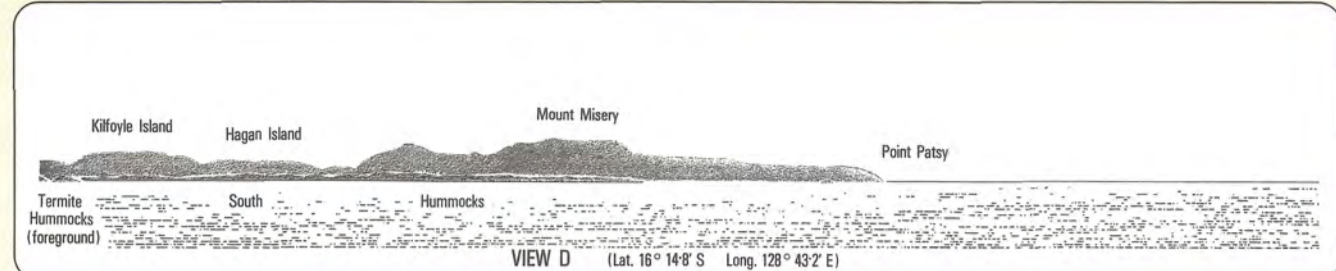 Kilfoyle Island
Hagan Island
Mount Misery
Point Patsy
Termite
Hummocks
(foreground)
South Hummocks
VIEW D (Lat. 16° 14·8′ S Long. 128° 43·2′ E)